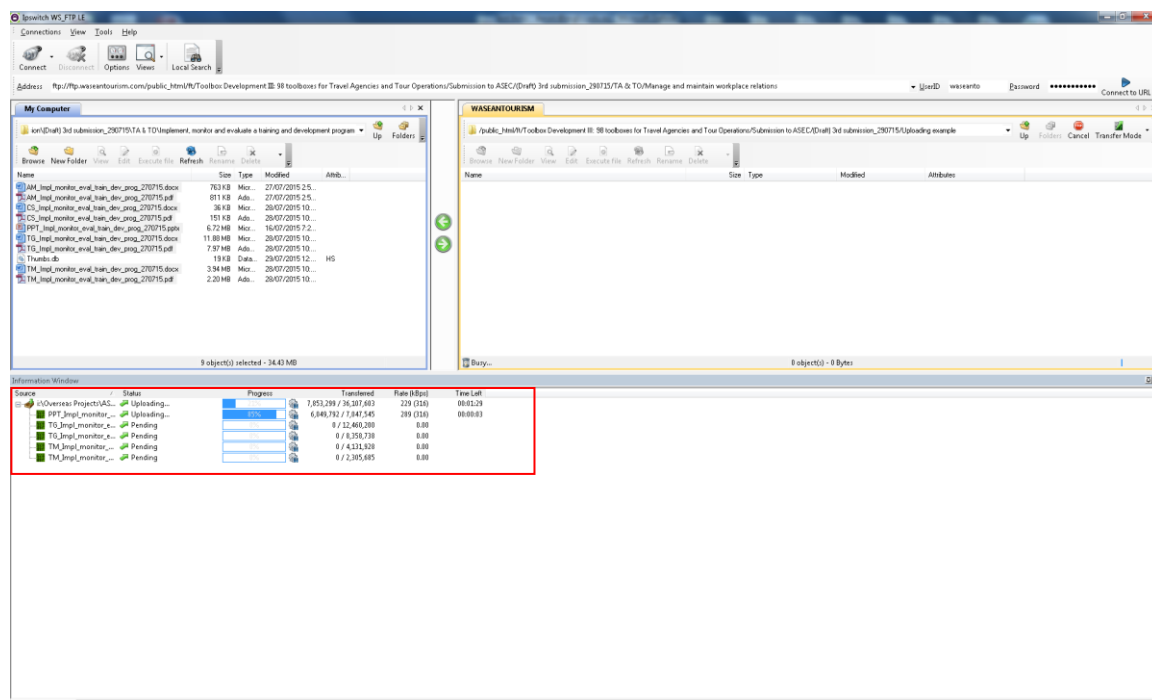 Ipswitch WS_FTP LE
Connections View Tools Help
Connect Disconnect Options Views Local Search
Address ftp://ftp.waseantourism.com/public_html/ft/Toolbox Development III: 98 toolboxes for Travel Agencies and Tour Operations/Submission to ASEC/(Draft) 3rd submission_290715/TA & TO/Manage and maintain workplace relations UserID waseanto Password •••••••••••• Connect to URL
My Computer
ion\(Draft) 3rd submission_290715\TA & TO\Implement, monitor and evaluate a training and development program Up Folders
Browse New Folder View Edit Execute file Refresh Rename Delete
Name Size Type Modified Attrib...
AM_Impl_monitor_eval_train_dev_prog_270715.docx 763 KB Micr... 27/07/2015 2:5...
AM_Impl_monitor_eval_train_dev_prog_270715.pdf 811 KB Ado... 27/07/2015 2:5...
CS_Impl_monitor_eval_train_dev_prog_270715.docx 36 KB Micr... 28/07/2015 10:...
CS_Impl_monitor_eval_train_dev_prog_270715.pdf 151 KB Ado... 28/07/2015 10:...
PPT_Impl_monitor_eval_train_dev_prog_270715.pptx 6.72 MB Micr... 16/07/2015 7:2...
TG_Impl_monitor_eval_train_dev_prog_270715.docx 11.88 MB Micr... 28/07/2015 10:...
TG_Impl_monitor_eval_train_dev_prog_270715.pdf 7.97 MB Ado... 28/07/2015 10:...
Thumbs.db 19 KB Data... 29/07/2015 12:... HS
TM_Impl_monitor_eval_train_dev_prog_270715.docx 3.94 MB Micr... 28/07/2015 10:...
TM_Impl_monitor_eval_train_dev_prog_270715.pdf 2.20 MB Ado... 28/07/2015 10:...
9 object(s) selected - 34.43 MB
WASEANTOURISM
/public_html/ft/Toolbox Development III: 98 toolboxes for Travel Agencies and Tour Operations/Submission to ASEC/(Draft) 3rd submission_290715/Uploading example Up Folders Cancel Transfer Mode
Browse New Folder View Edit Execute file Refresh Rename Delete
Name Size Type Modified Attributes
Busy... 0 object(s) - 0 Bytes
Information Window
Source Status Progress Transferred Rate (kBps) Time Left
i:\Overseas Projects\AS... Uploading... 7,853,299 / 36,107,603 229 (316) 00:01:29
PPT_Impl_monitor_... Uploading... 85% 6,849,792 / 7,047,545 289 (316) 00:00:03
TG_Impl_monitor_e... Pending 0% 0 / 12,460,208 0.00
TG_Impl_monitor_e... Pending 0% 0 / 8,358,738 0.00
TM_Impl_monitor_... Pending 0% 0 / 4,131,920 0.00
TM_Impl_monitor_... Pending 0% 0 / 2,305,685 0.00